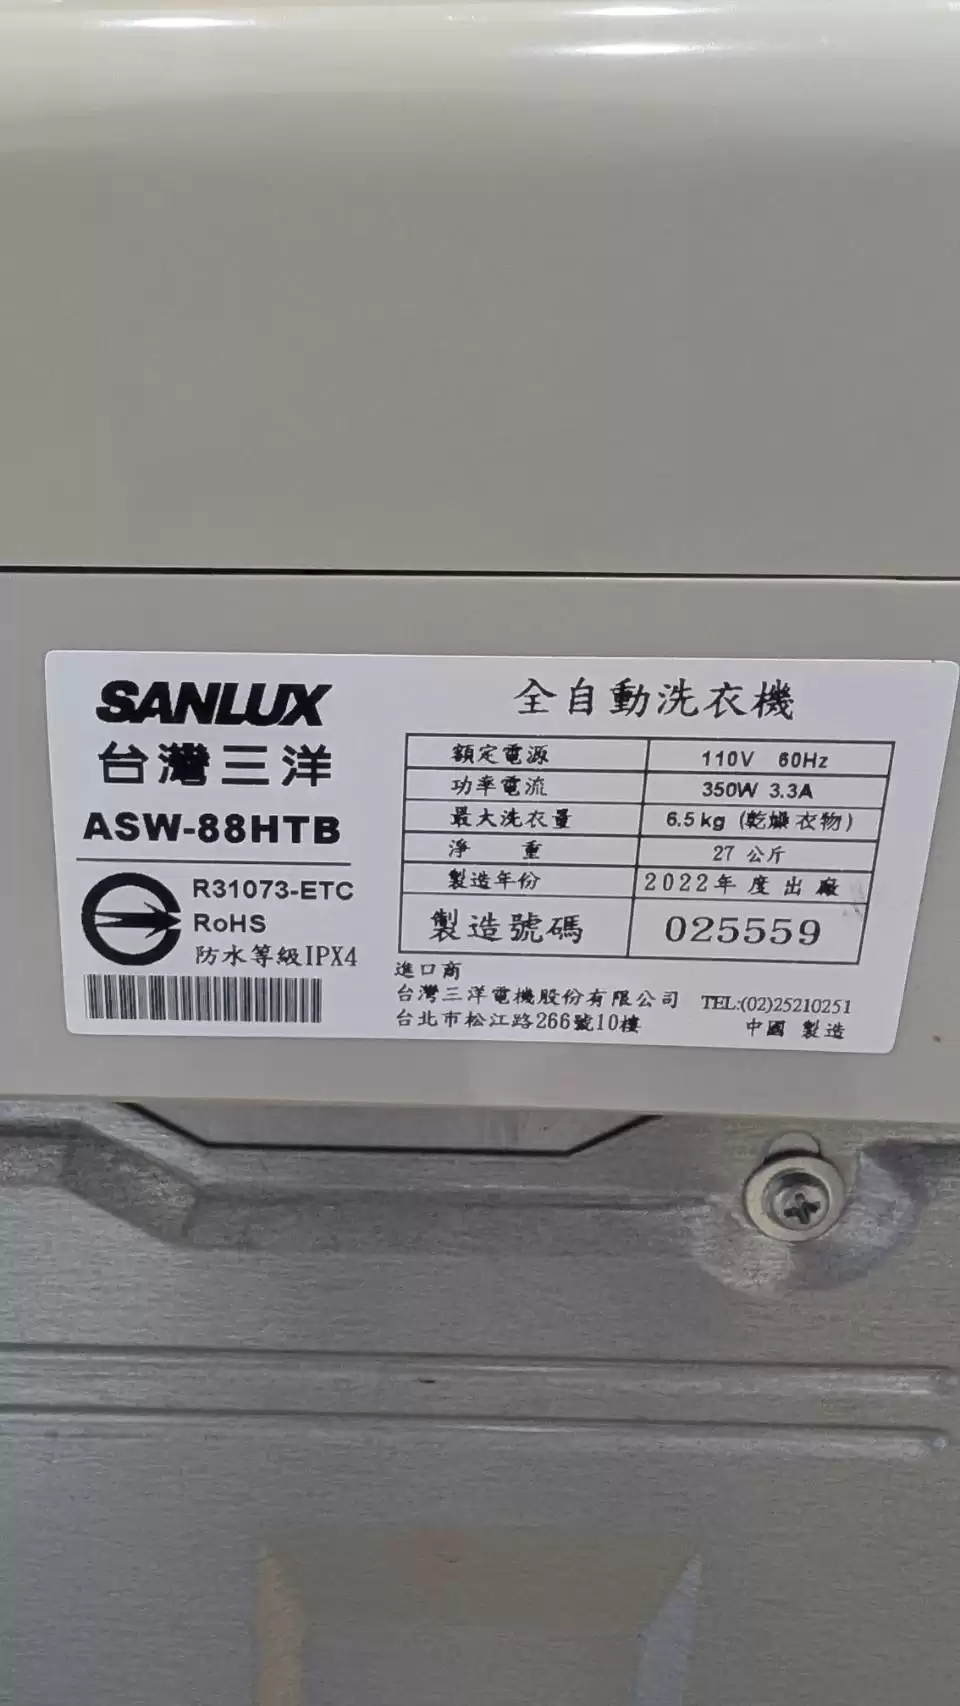 SANLUX
台灣三洋
ASW-88HTB
R31073-ETC
RoHS
防水等級IPX4
全自動洗衣機
額定電源 110V 60Hz
功率電流 350W 3.3A
最大洗衣量 6.5kg (乾燥衣物)
淨 重 27 公斤
製造年份 2022年度出廠
製造號碼 025559
進口商
台灣三洋電機股份有限公司 TEL:(02)25210251
台北市松江路266號10樓 中國 製造